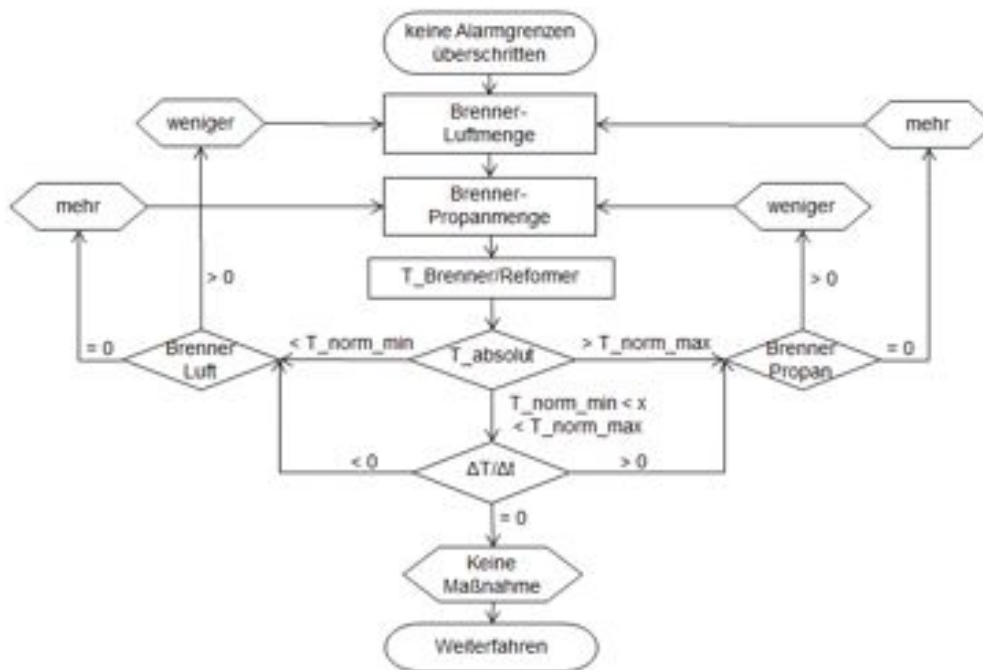 keine Alarmgrenzen
überschritten
weniger
Brenner-
Luftmenge
mehr
mehr
Brenner-
Propanmenge
weniger
> 0
T_Brenner/Reformer
> 0
= 0
Brenner
Luft
< T_norm_min
T_absolut
> T_norm_max
Brenner
Propan
= 0
T_norm_min < x
< T_norm_max
< 0
ΔT/Δt
> 0
= 0
Keine
Maßnahme
Weiterfahren